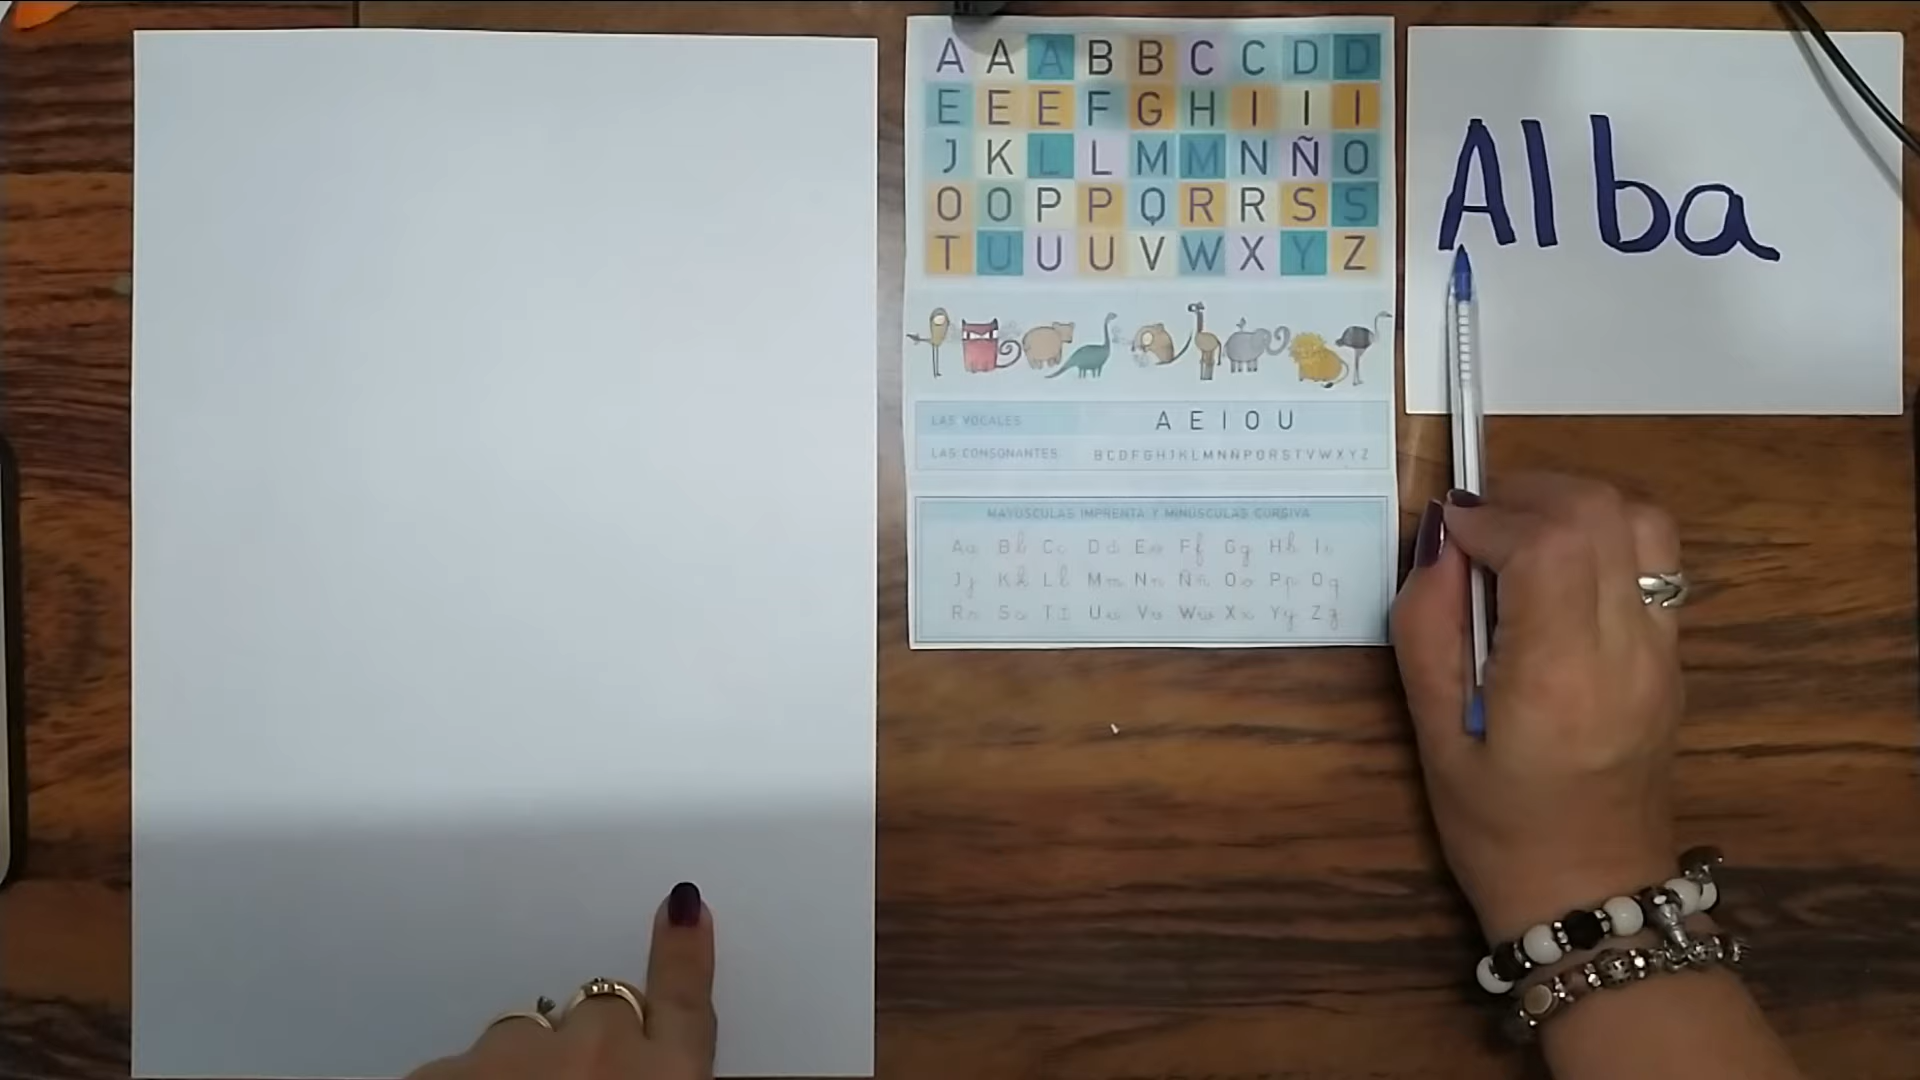 A A A B B C C D D
E E E F G H I I I
J K L L M M N Ñ O
O O P P Q R R S S
T U U U V W X Y Z
LAS VOCALES A E I O U
LAS CONSONANTES B C D F G H J K L M N Ñ P Q R S T V W X Y Z
MAYÚSCULAS IMPRENTA Y MINÚSCULAS CURSIVA
Aa Bb Cc Dd Ee Ff Gg Hh Ii
Jj Kk Ll Mm Nn Ññ Oo Pp Qq
Rr Ss Tt Uu Vv Ww Xx Yy Zz
Alba